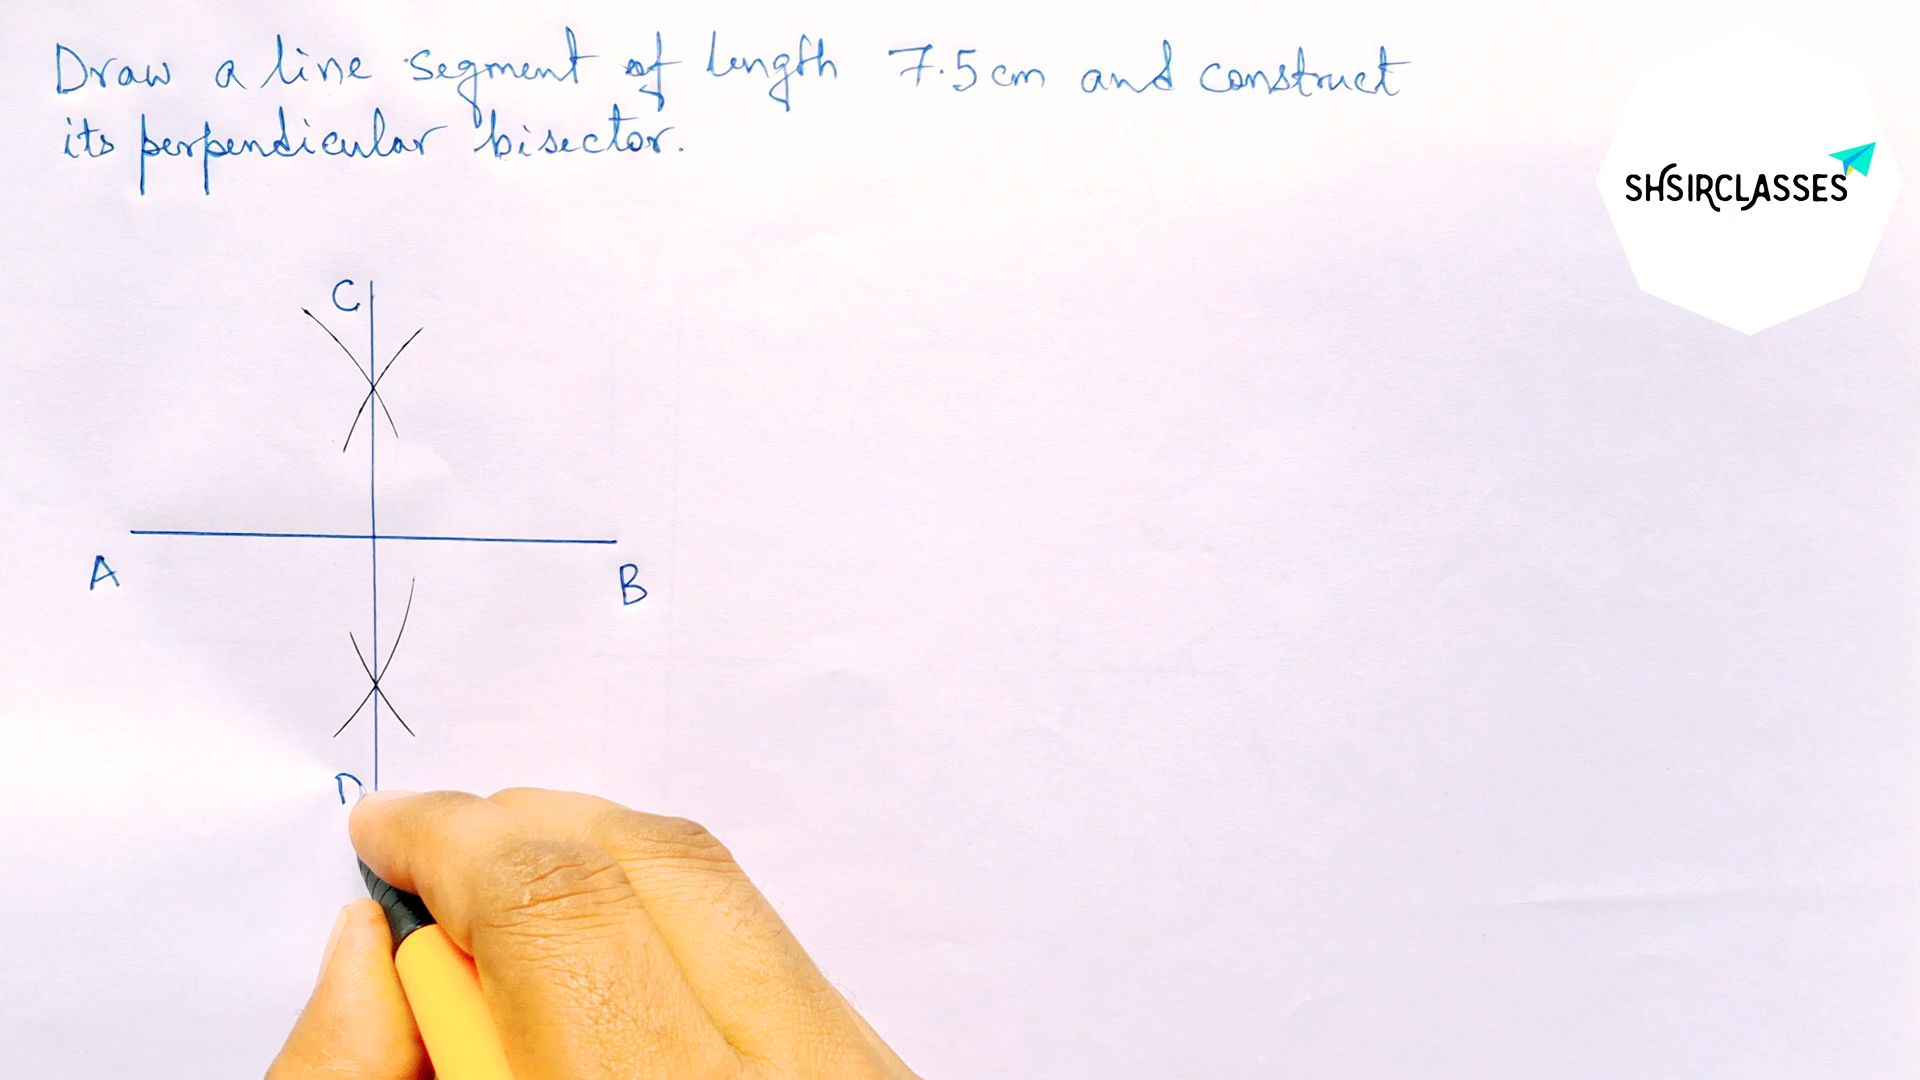 Draw a line segment of length 7.5 cm and construct
its perpendicular bisector.
SHSIRCLASSES
C
A
B
D